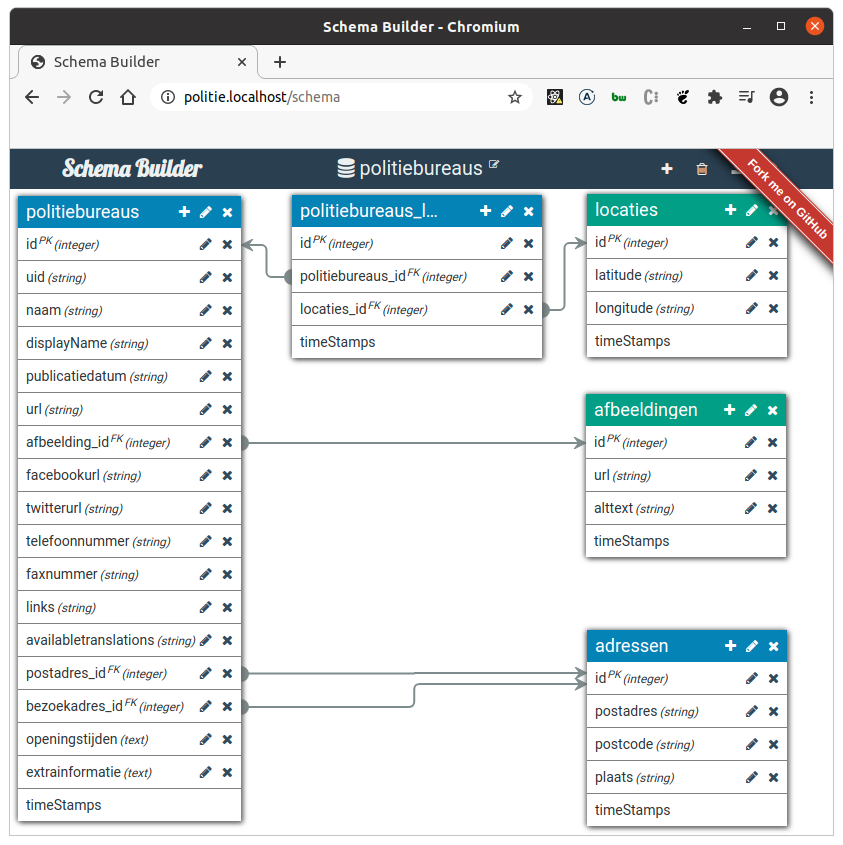 Schema Builder - Chromium
Schema Builder
politie.localhost/schema
Schema Builder
politiebureaus
Fork me on GitHub
politiebureaus
id PK (integer)
uid (string)
naam (string)
displayName (string)
publicatiedatum (string)
url (string)
afbeelding_id FK (integer)
facebookurl (string)
twitterurl (string)
telefoonnummer (string)
faxnummer (string)
links (string)
availabletranslations (string)
postadres_id FK (integer)
bezoekadres_id FK (integer)
openingstijden (text)
extrainformatie (text)
timeStamps
politiebureaus_l...
id PK (integer)
politiebureaus_id FK (integer)
locaties_id FK (integer)
timeStamps
locaties
id PK (integer)
latitude (string)
longitude (string)
timeStamps
afbeeldingen
id PK (integer)
url (string)
alttext (string)
timeStamps
adressen
id PK (integer)
postadres (string)
postcode (string)
plaats (string)
timeStamps